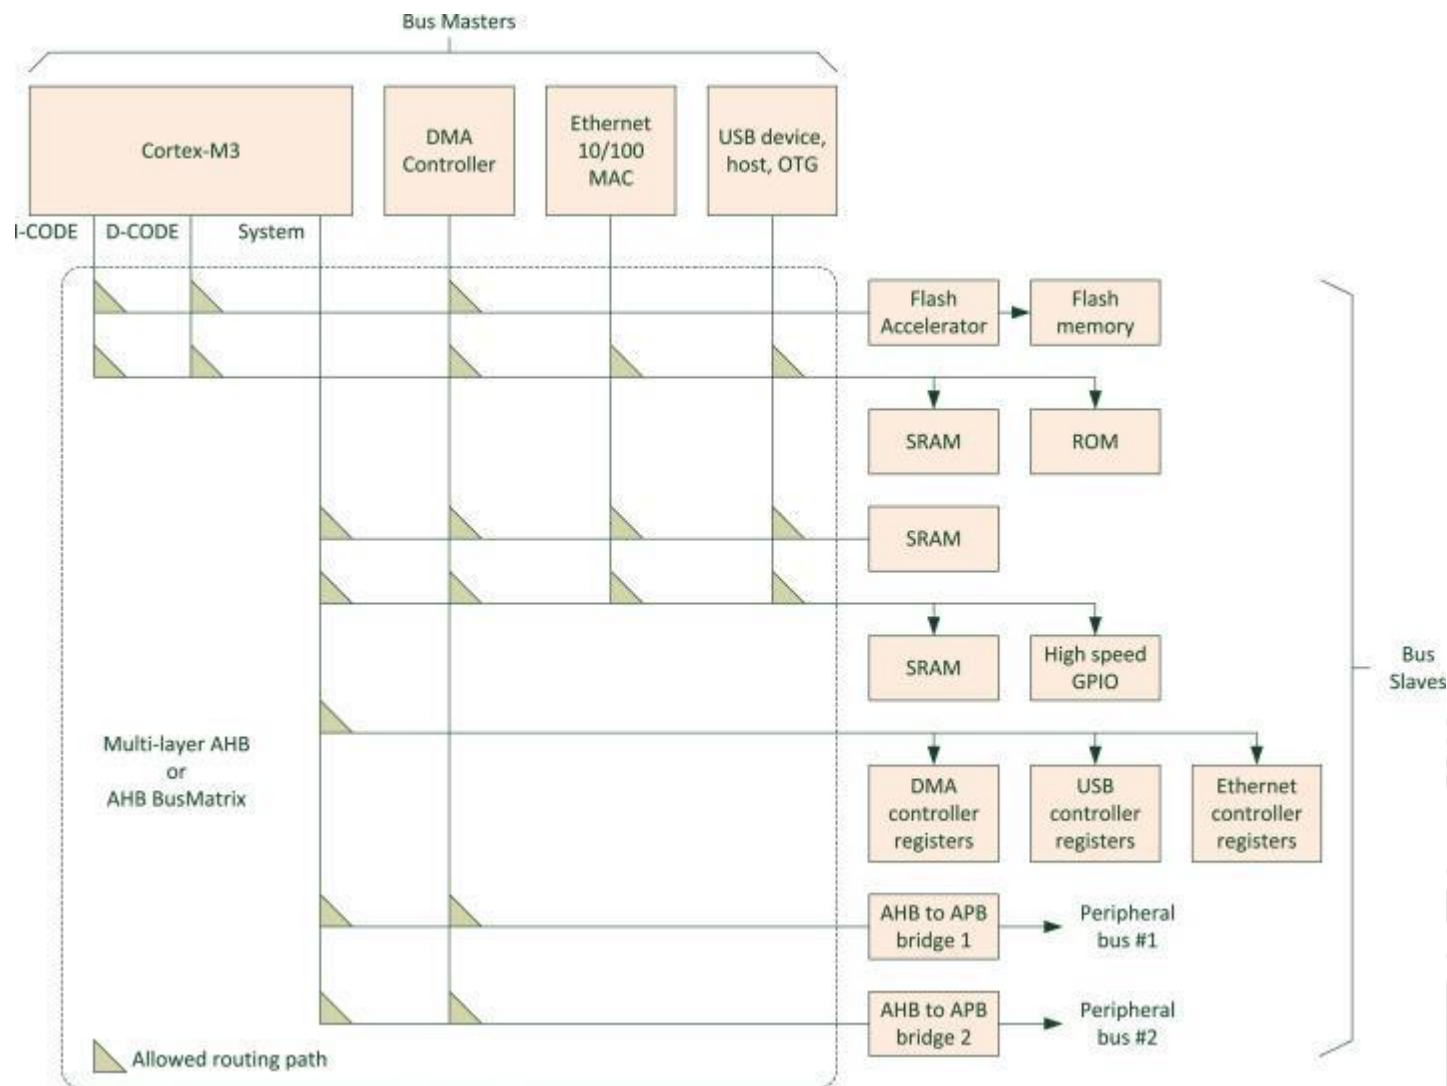 Bus Masters
Cortex-M3
DMA
Controller
Ethernet
10/100
MAC
USB device,
host, OTG
I-CODE
D-CODE
System
Flash
Accelerator
Flash
memory
SRAM
ROM
SRAM
SRAM
High speed
GPIO
Bus
Slaves
Multi-layer AHB
or
AHB BusMatrix
DMA
controller
registers
USB
controller
registers
Ethernet
controller
registers
AHB to APB
bridge 1
Peripheral
bus #1
AHB to APB
bridge 2
Peripheral
bus #2
Allowed routing path